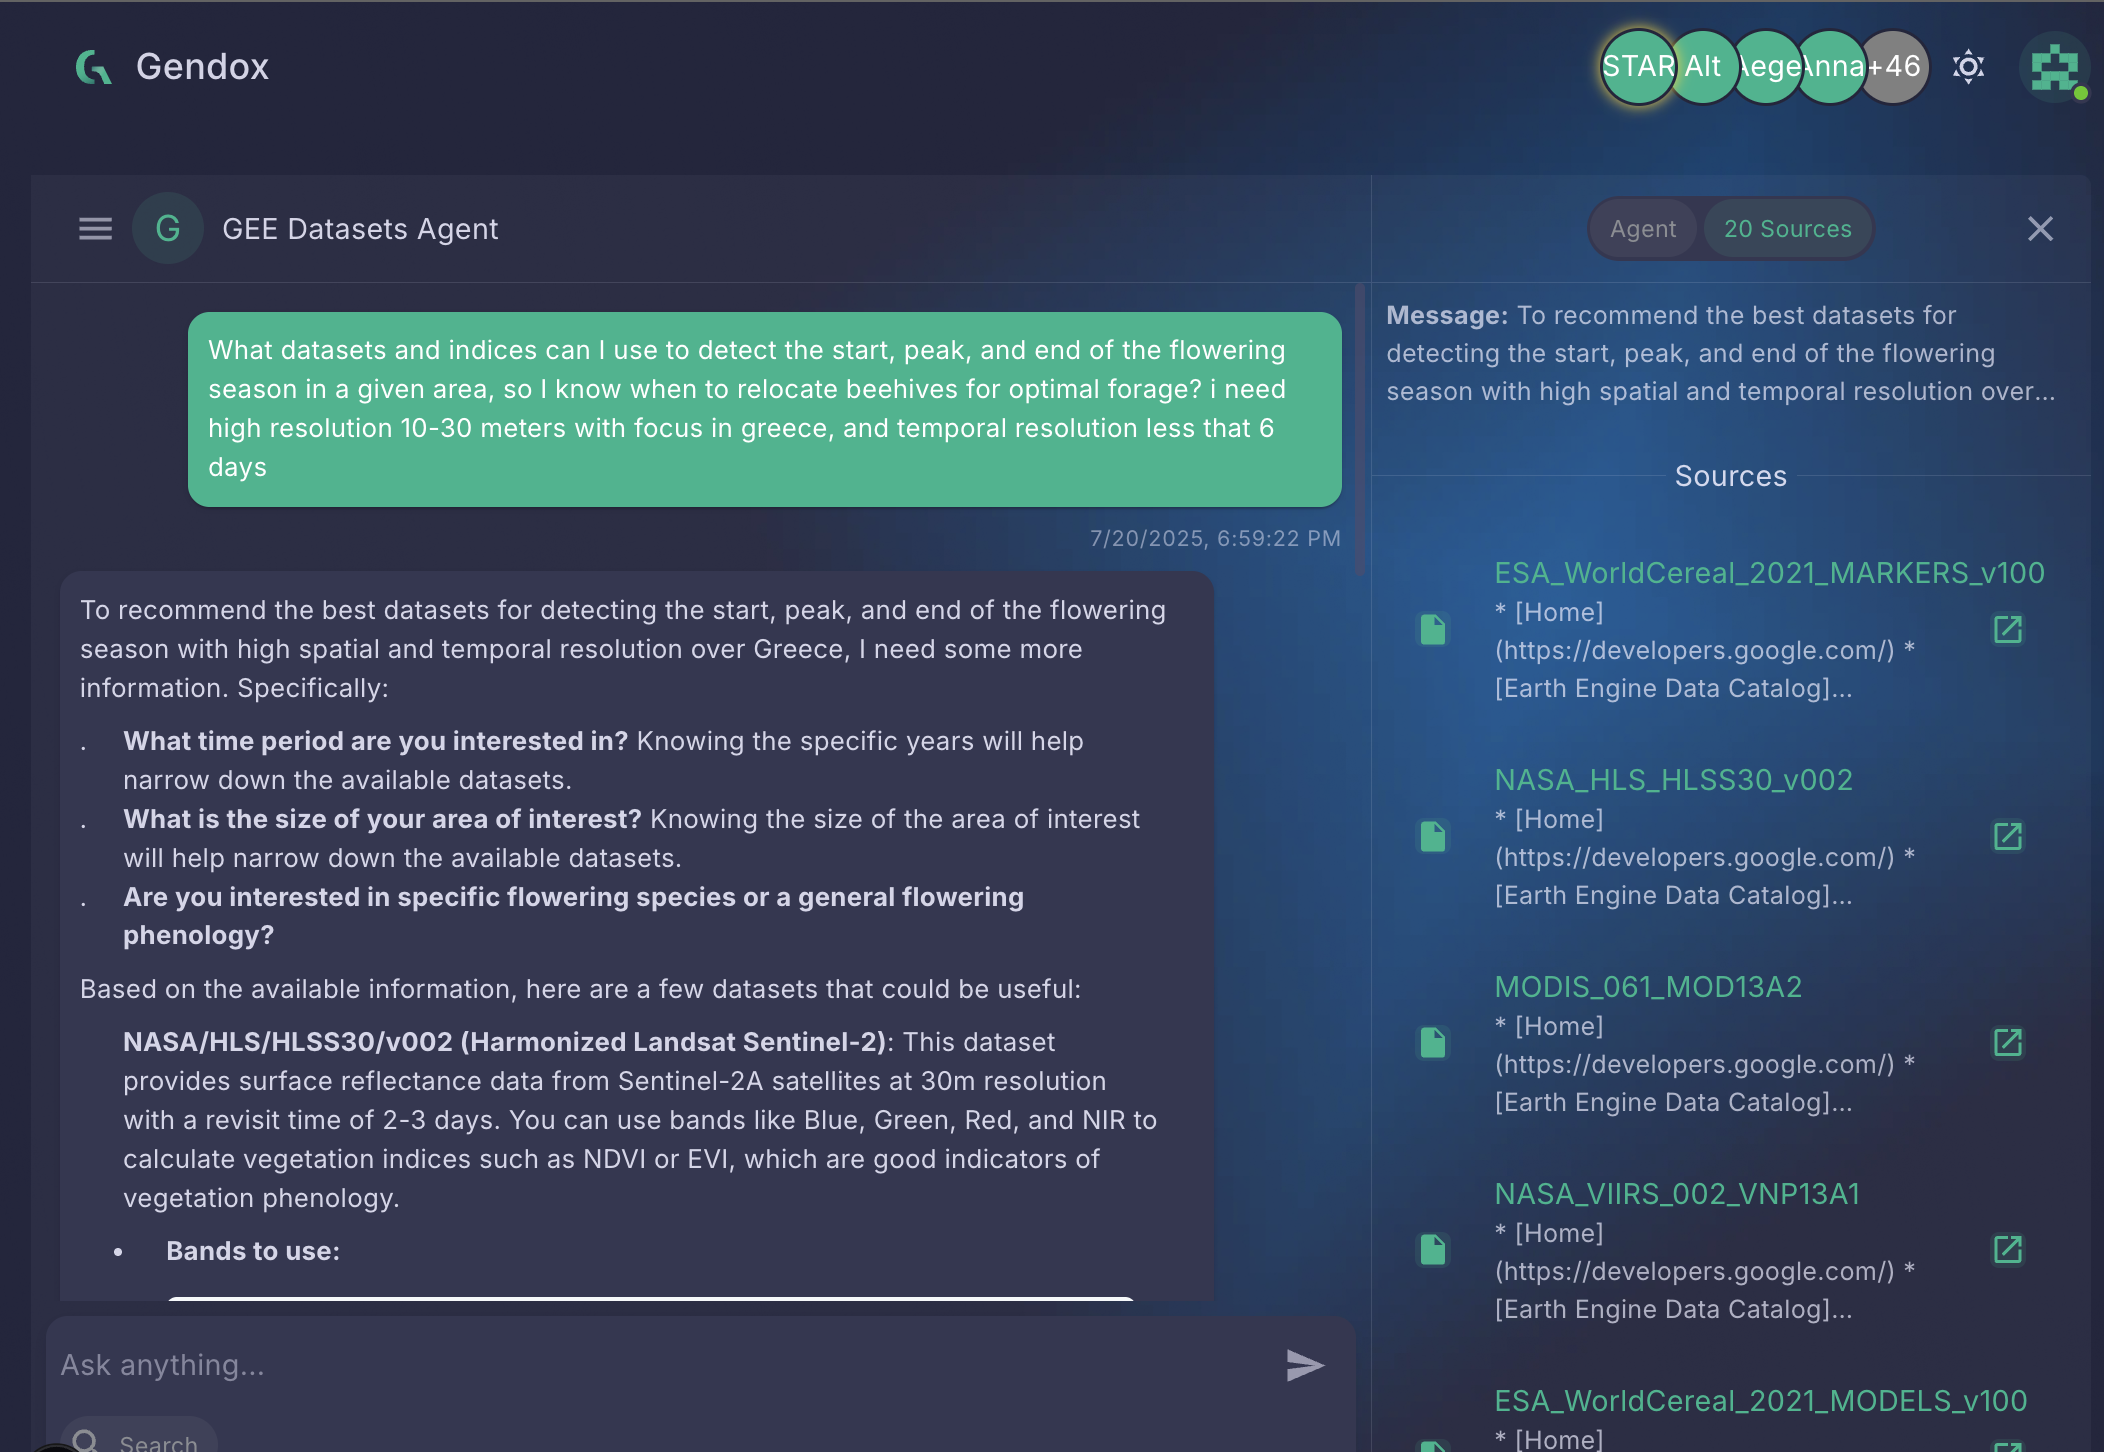 Gendox
STAR Alt Aege Anna +46
G GEE Datasets Agent
Agent 20 Sources
What datasets and indices can I use to detect the start, peak, and end of the flowering
season in a given area, so I know when to relocate beehives for optimal forage? i need
high resolution 10-30 meters with focus in greece, and temporal resolution less that 6
days
7/20/2025, 6:59:22 PM
To recommend the best datasets for detecting the start, peak, and end of the flowering
season with high spatial and temporal resolution over Greece, I need some more
information. Specifically:
. What time period are you interested in? Knowing the specific years will help
narrow down the available datasets.
. What is the size of your area of interest? Knowing the size of the area of interest
will help narrow down the available datasets.
. Are you interested in specific flowering species or a general flowering
phenology?
Based on the available information, here are a few datasets that could be useful:
NASA/HLS/HLSS30/v002 (Harmonized Landsat Sentinel-2): This dataset
provides surface reflectance data from Sentinel-2A satellites at 30m resolution
with a revisit time of 2-3 days. You can use bands like Blue, Green, Red, and NIR to
calculate vegetation indices such as NDVI or EVI, which are good indicators of
vegetation phenology.
• Bands to use:
Ask anything...
Search
Message: To recommend the best datasets for
detecting the start, peak, and end of the flowering
season with high spatial and temporal resolution over...
Sources
ESA_WorldCereal_2021_MARKERS_v100
* [Home]
(https://developers.google.com/) *
[Earth Engine Data Catalog]...
NASA_HLS_HLSS30_v002
* [Home]
(https://developers.google.com/) *
[Earth Engine Data Catalog]...
MODIS_061_MOD13A2
* [Home]
(https://developers.google.com/) *
[Earth Engine Data Catalog]...
NASA_VIIRS_002_VNP13A1
* [Home]
(https://developers.google.com/) *
[Earth Engine Data Catalog]...
ESA_WorldCereal_2021_MODELS_v100
* [Home]